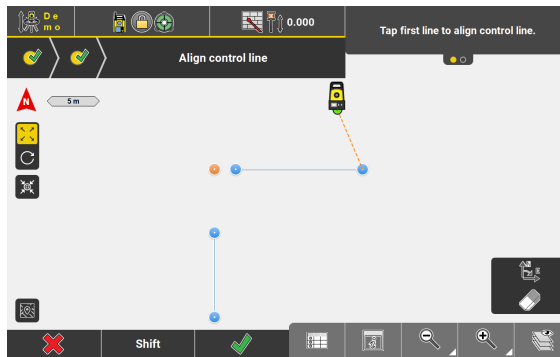 De
mo
0.000
Tap first line to align control line.
Align control line
N
5 m
Shift